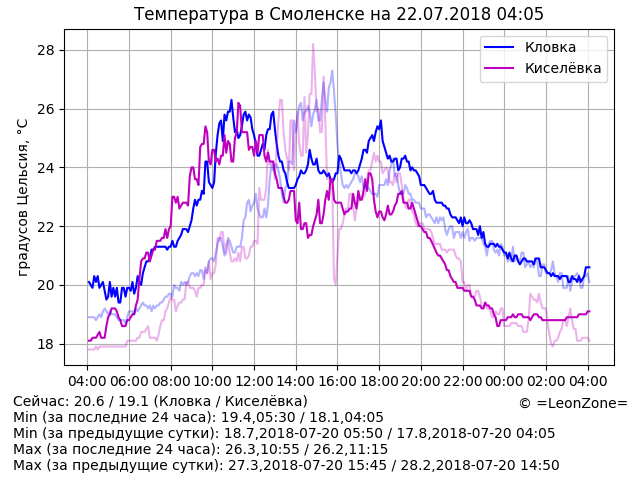 Температура в Смоленске на 22.07.2018 04:05
Кловка
Киселёвка
градусов Цельсия, °C
28
26
24
22
20
18
04:00 06:00 08:00 10:00 12:00 14:00 16:00 18:00 20:00 22:00 00:00 02:00 04:00
Сейчас: 20.6 / 19.1 (Кловка / Киселёвка)
© =LeonZone=
Min (за последние 24 часа): 19.4,05:30 / 18.1,04:05
Min (за предыдущие сутки): 18.7,2018-07-20 05:50 / 17.8,2018-07-20 04:05
Max (за последние 24 часа): 26.3,10:55 / 26.2,11:15
Max (за предыдущие сутки): 27.3,2018-07-20 15:45 / 28.2,2018-07-20 14:50